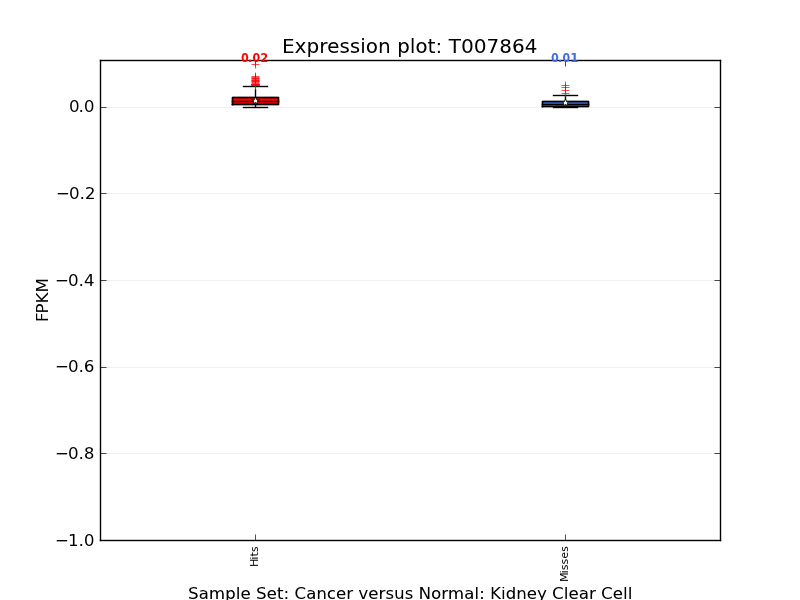 Expression plot: T007864
0.02
0.01
0.0
−0.2
−0.4
−0.6
−0.8
−1.0
FPKM
Hits
Misses
Sample Set: Cancer versus Normal: Kidney Clear Cell